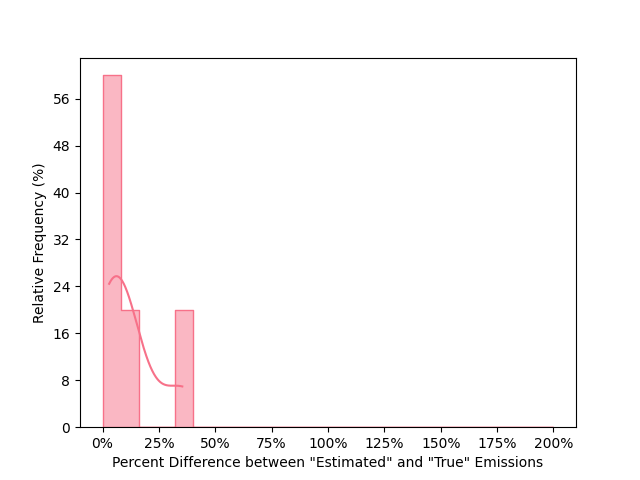 56
48
40
32
24
16
8
0
Relative Frequency (%)
0% 25% 50% 75% 100% 125% 150% 175% 200%
Percent Difference between "Estimated" and "True" Emissions